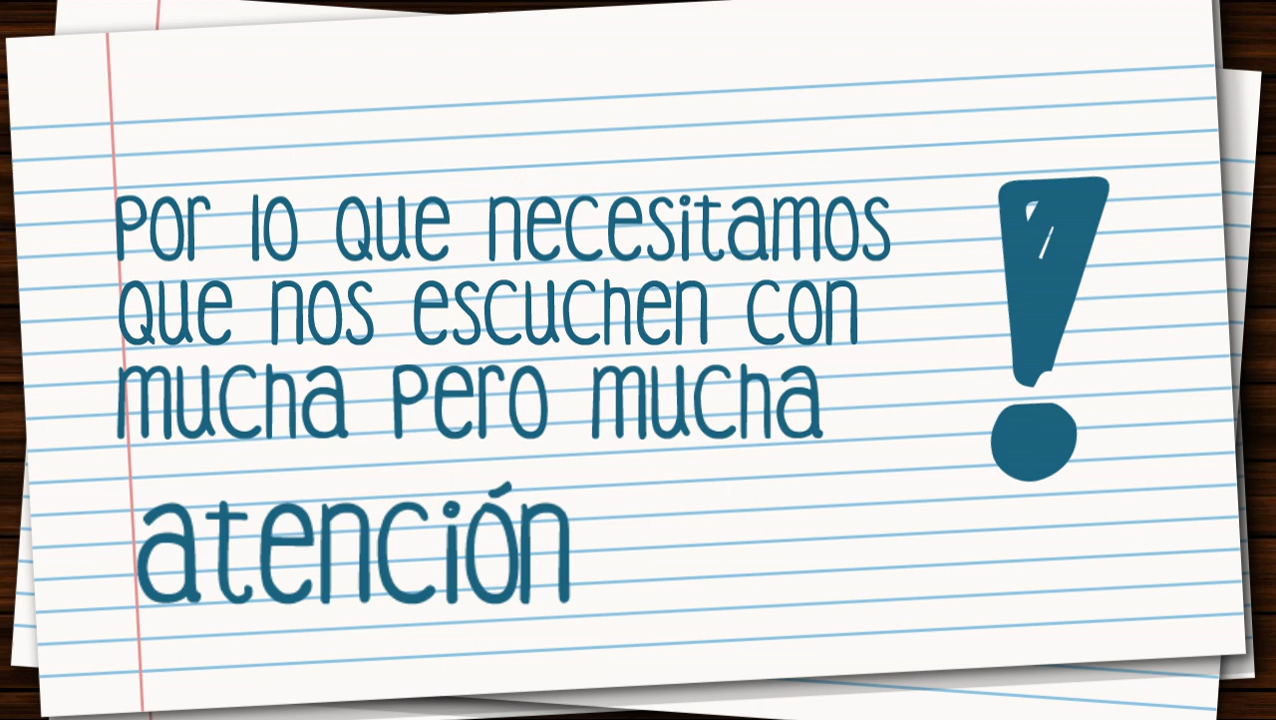 Por lo que necesitamos
que nos escuchen con
mucha pero mucha
atención
!